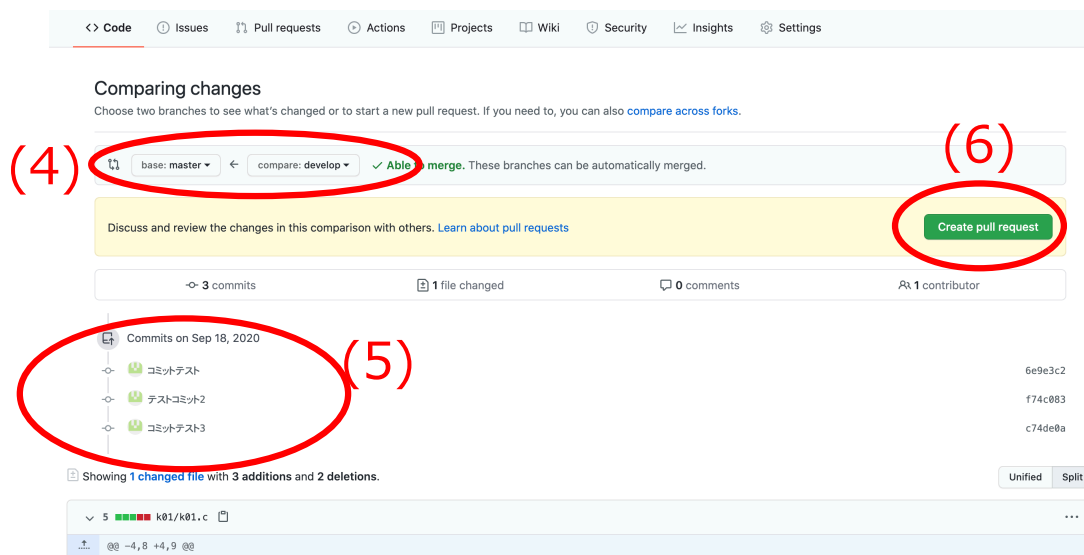 <> Code Issues Pull requests Actions Projects Wiki Security Insights Settings
Comparing changes
Choose two branches to see what's changed or to start a new pull request. If you need to, you can also compare across forks.
(4)
base: master ← compare: develop ✓ Able to merge. These branches can be automatically merged.
(6)
Discuss and review the changes in this comparison with others. Learn about pull requests Create pull request
3 commits 1 file changed 0 comments 1 contributor
Commits on Sep 18, 2020
(5)
コミットテスト 6e9e3c2
テストコミット2 f74c083
コミットテスト3 c74de0a
Showing 1 changed file with 3 additions and 2 deletions. Unified Split
5 k01/k01.c ...
@@ -4,8 +4,9 @@